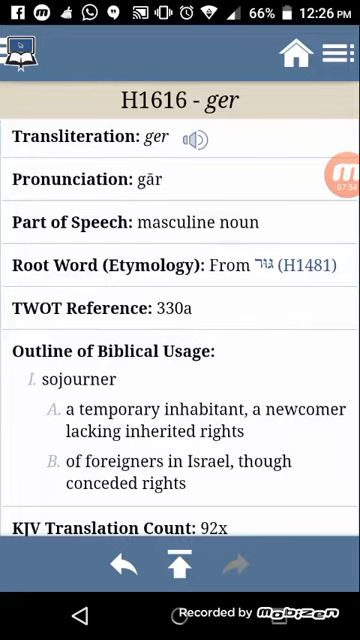 66% 12:26 PM
H1616 - ger
Transliteration: ger
Pronunciation: gār
07:54
Part of Speech: masculine noun
Root Word (Etymology): From גּוּר (H1481)
TWOT Reference: 330a
Outline of Biblical Usage:
I. sojourner
A. a temporary inhabitant, a newcomer
lacking inherited rights
B. of foreigners in Israel, though
conceded rights
KJV Translation Count: 92x
Recorded by mobizen